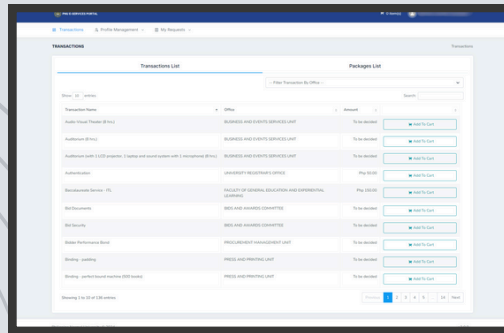 E-SERVICES PORTAL
Transactions Profile Management My Requests
TRANSACTIONS
Transactions
Transactions List Packages List
-- Filter Transaction By Office --
Show 10 entries Search:
Transaction Name Office Amount
Audio-Visual Theater (8 hrs.) BUSINESS AND EVENTS SERVICES UNIT To be decided Add To Cart
Auditorium (8 hrs.) BUSINESS AND EVENTS SERVICES UNIT To be decided Add To Cart
Auditorium (with 1 LCD projector, 1 laptop and sound system with 2 microphones) (8 hrs.) BUSINESS AND EVENTS SERVICES UNIT To be decided Add To Cart
Authentication UNIVERSITY REGISTRAR'S OFFICE Php 50.00 Add To Cart
Baccalaureate Service - ITL FACULTY OF GENERAL EDUCATION AND EXPERIENTIAL LEARNING Php 100.00 Add To Cart
Bid Documents BIDS AND AWARDS COMMITTEE To be decided Add To Cart
Bid Security BIDS AND AWARDS COMMITTEE To be decided Add To Cart
Bidder Performance Bond PROCUREMENT MANAGEMENT UNIT To be decided Add To Cart
Binding - padding PRESS AND PRINTING UNIT To be decided Add To Cart
Binding - perfect bound machine (500 books) PRESS AND PRINTING UNIT To be decided Add To Cart
Showing 1 to 10 of 138 entries Previous 1 2 3 4 5 ... 14 Next